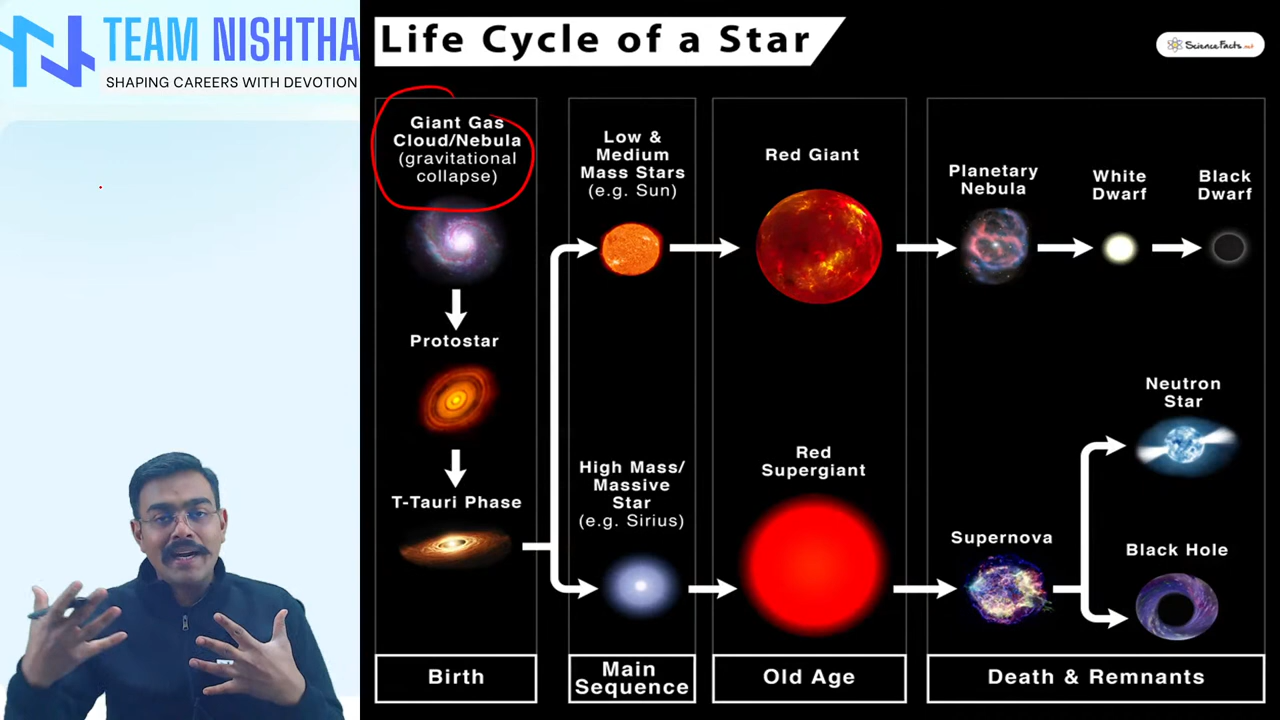 TEAM NISHTHA
SHAPING CAREERS WITH DEVOTION
Life Cycle of a Star
ScienceFacts.net
Giant Gas
Cloud/Nebula
(gravitational
collapse)
Protostar
T-Tauri Phase
Birth
Low &
Medium
Mass Stars
(e.g. Sun)
High Mass/
Massive
Star
(e.g. Sirius)
Main
Sequence
Red Giant
Red
Supergiant
Old Age
Planetary
Nebula
White
Dwarf
Black
Dwarf
Neutron
Star
Supernova
Black Hole
Death & Remnants